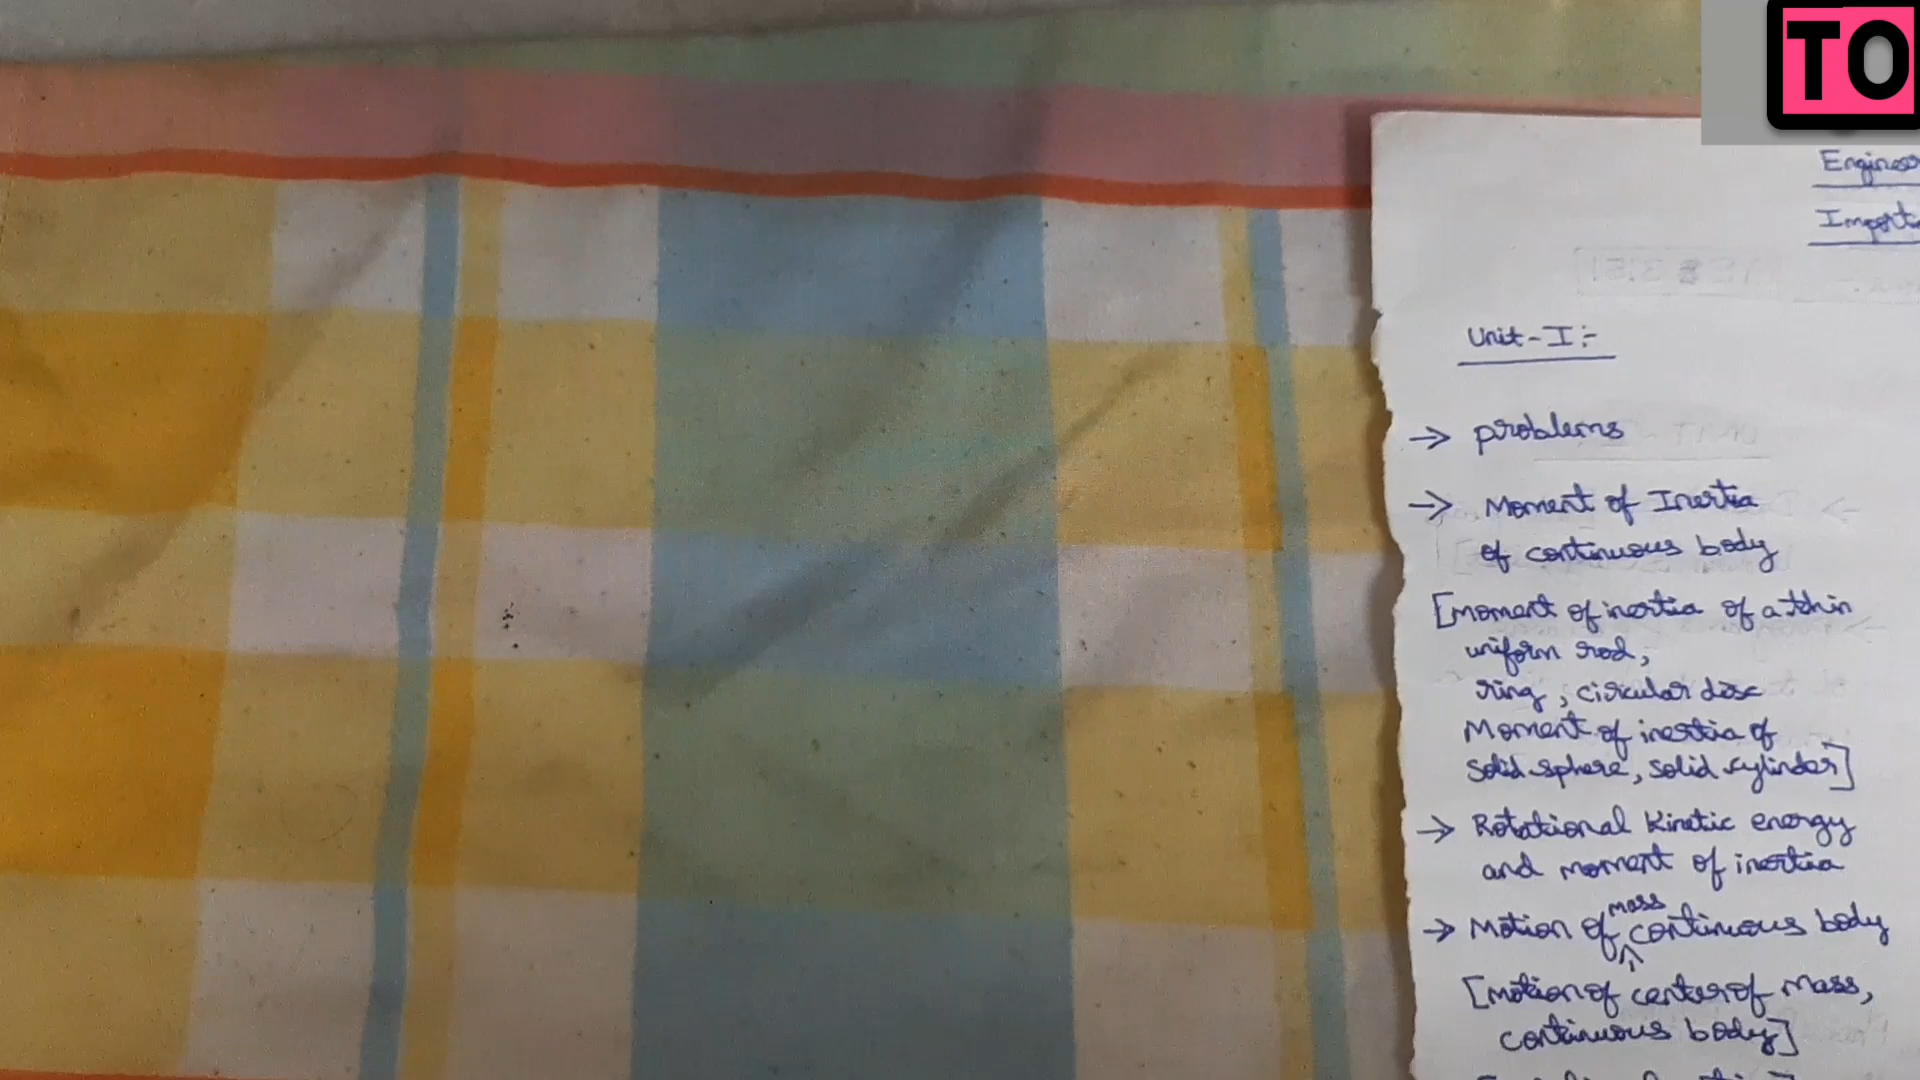 TO
Unit-I:-
→ problems
→ Moment of Inertia
of continuous body
[moment of inertia of a thin
uniform rod,
ring, circular disc
Moment of inertia of
solid sphere, solid cylinder]
→ Rotational kinetic energy
and moment of inertia
→ Motion of mass continuous body
[motion of center of mass,
continuous body]